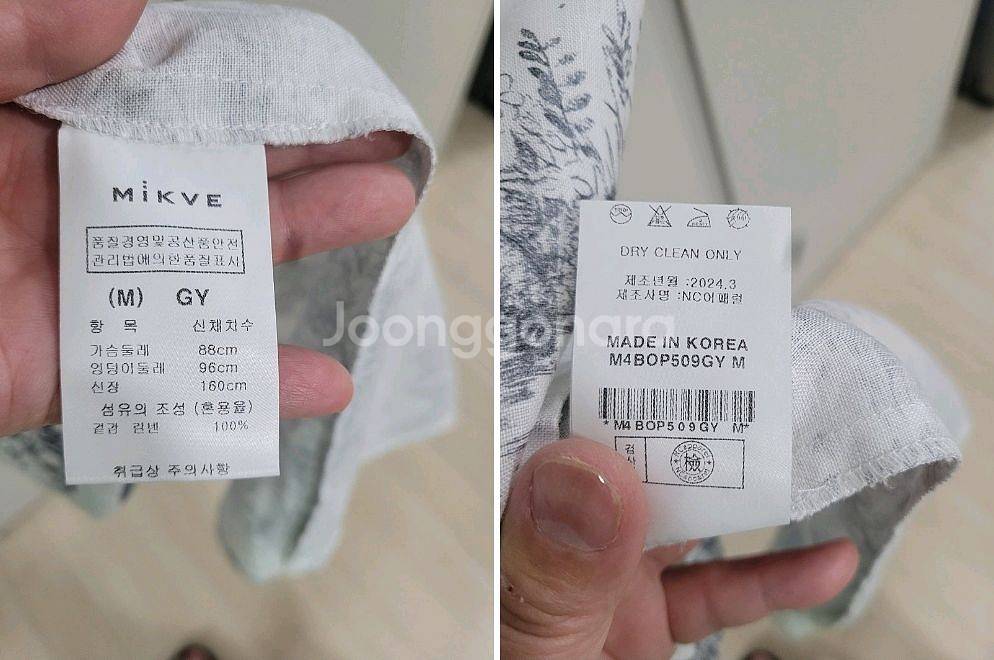 MiKVE
품질경영및공산품안전
관리법에의한품질표시
(M) GY
항 목 신체치수
가슴둘레 88cm
엉덩이둘레 96cm
신장 160cm
섬유의 조성 (혼용율)
겉감 린넨 100%
취급상 주의사항
DRY CLEAN ONLY
제조년월 :2024.3
제조사명 :NC어패럴
MADE IN KOREA
M4BOP509GY M
*M4BOP509GY M*
검사
檢
Joonggonara